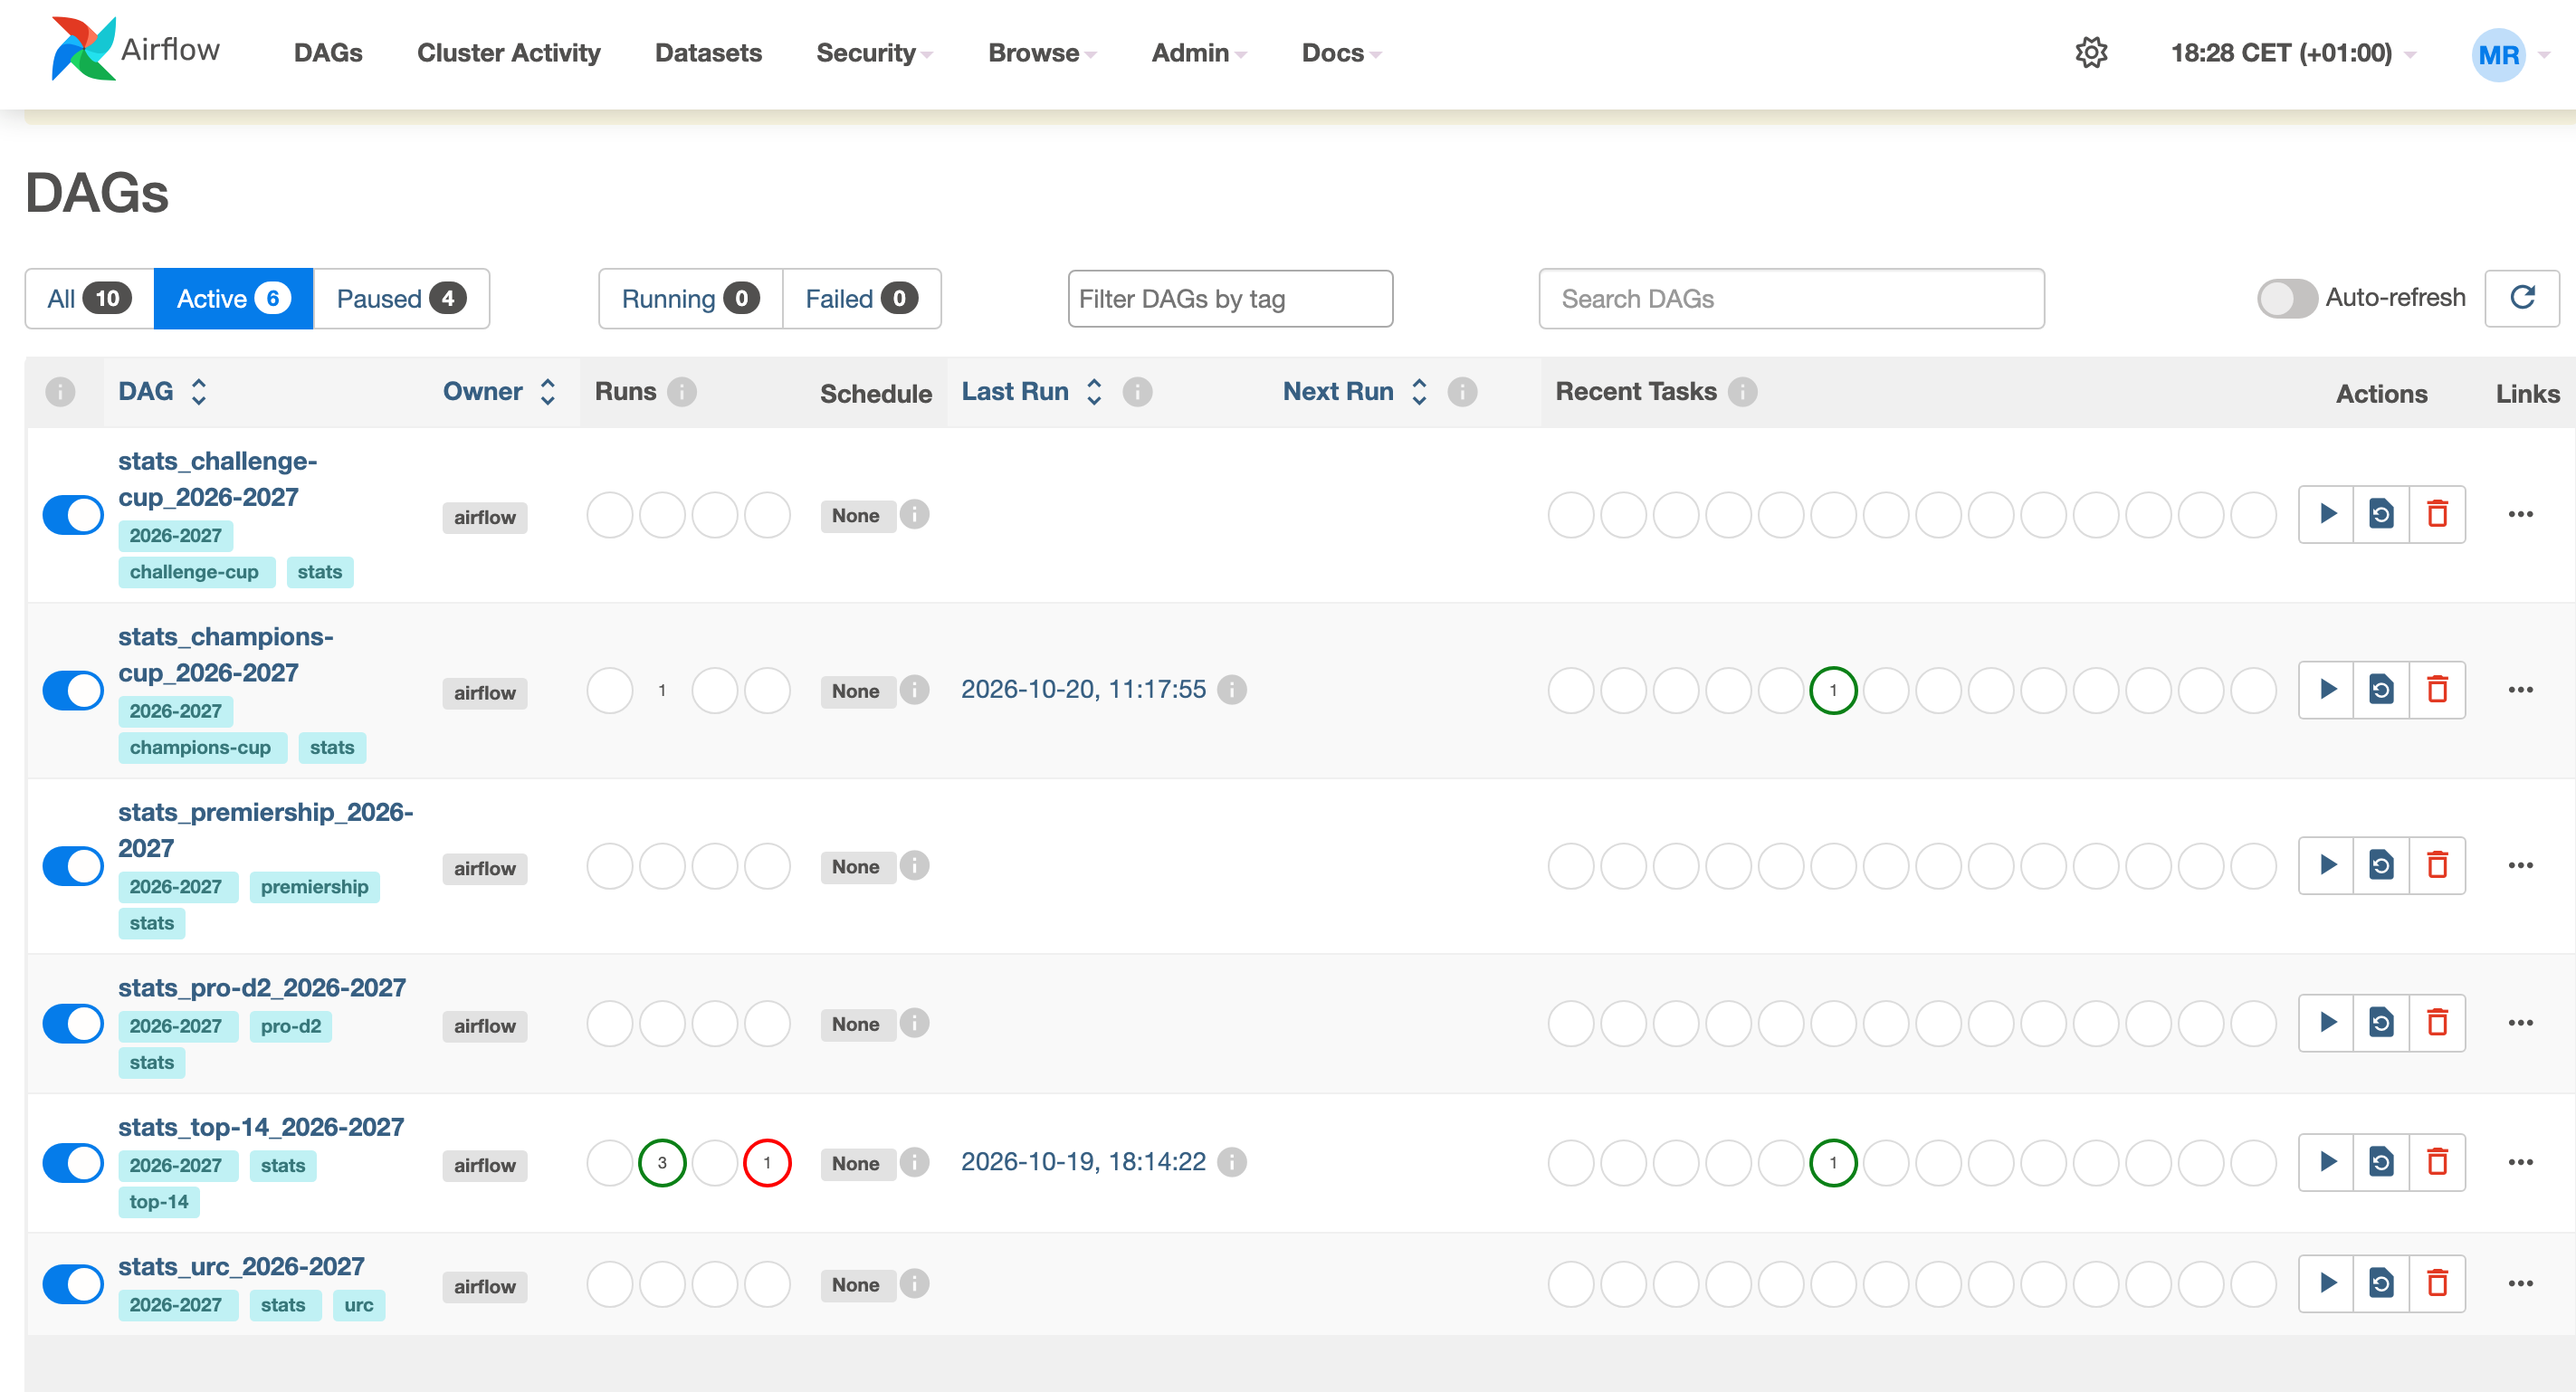 Airflow DAGs Cluster Activity Datasets Security Browse Admin Docs 18:28 CET (+01:00) MR
DAGs
All 10 Active 6 Paused 4 Running 0 Failed 0 Filter DAGs by tag Search DAGs Auto-refresh
DAG Owner Runs Schedule Last Run Next Run Recent Tasks Actions Links
stats_challenge-
cup_2026-2027
airflow None
2026-2027
challenge-cup stats
stats_champions-
cup_2026-2027
airflow 1 None 2026-10-20, 11:17:55 1
2026-2027
champions-cup stats
stats_premiership_2026-
2027
airflow None
2026-2027 premiership
stats
stats_pro-d2_2026-2027
2026-2027 pro-d2 airflow None
stats
stats_top-14_2026-2027
2026-2027 stats airflow 3 1 None 2026-10-19, 18:14:22 1
top-14
stats_urc_2026-2027
airflow None
2026-2027 stats urc